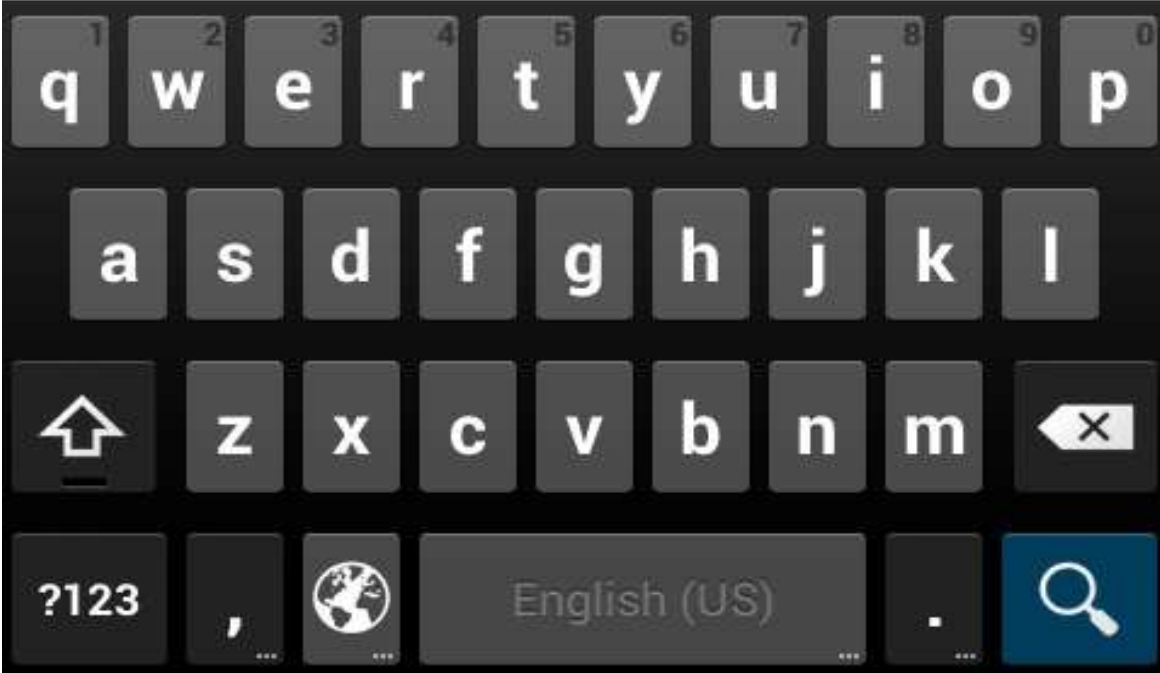 1 2 3 4 5 6 7 8 9 0
q w e r t y u i o p
a s d f g h j k l
z x c v b n m
?123 , English (US) .